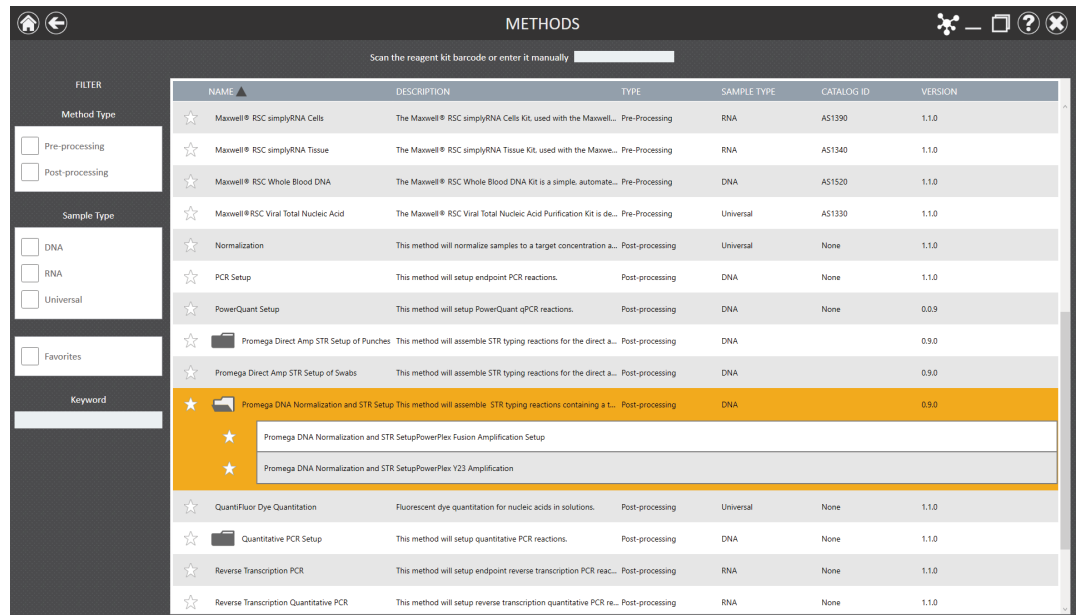 METHODS
Scan the reagent kit barcode or enter it manually
FILTER
Method Type
Pre-processing
Post-processing
Sample Type
DNA
RNA
Universal
Favorites
Keyword
NAME DESCRIPTION TYPE SAMPLE TYPE CATALOG ID VERSION
Maxwell® RSC simplyRNA Cells The Maxwell® RSC simplyRNA Cells Kit, used with the Maxwell... Pre-Processing RNA AS1390 1.1.0
Maxwell® RSC simplyRNA Tissue The Maxwell® RSC simplyRNA Tissue Kit. used with the Maxwe... Pre-Processing RNA AS1340 1.1.0
Maxwell® RSC Whole Blood DNA The Maxwell® RSC Whole Blood DNA Kit is a simple, automate... Pre-Processing DNA AS1520 1.1.0
Maxwell®RSC Viral Total Nucleic Acid The Maxwell® RSC Viral Total Nucleic Acid Purification Kit is de... Pre-Processing Universal AS1330 1.1.0
Normalization This method will normalize samples to a target concentration a... Post-processing Universal None 1.1.0
PCR Setup This method will setup endpoint PCR reactions. Post-processing DNA None 1.1.0
PowerQuant Setup This method will setup PowerQuant qPCR reactions. Post-processing DNA None 0.0.9
Promega Direct Amp STR Setup of Punches This method will assemble STR typing reactions for the direct a... Post-processing DNA 0.9.0
Promega Direct Amp STR Setup of Swabs This method will assemble STR typing reactions for the direct a... Post-processing DNA 0.9.0
Promega DNA Normalization and STR Setup This method will assemble STR typing reactions containing a t... Post-processing DNA 0.9.0
Promega DNA Normalization and STR SetupPowerPlex Fusion Amplification Setup
Promega DNA Normalization and STR SetupPowerPlex Y23 Amplification
QuantiFluor Dye Quantitation Fluorescent dye quantitation for nucleic acids in solutions. Post-processing Universal None 1.1.0
Quantitative PCR Setup This method will setup quantitative PCR reactions. Post-processing DNA None 1.1.0
Reverse Transcription PCR This method will setup endpoint reverse transcription PCR reac... Post-processing RNA None 1.1.0
Reverse Transcription Quantitative PCR This method will setup reverse transcription quantitative PCR re... Post-processing RNA None 1.1.0